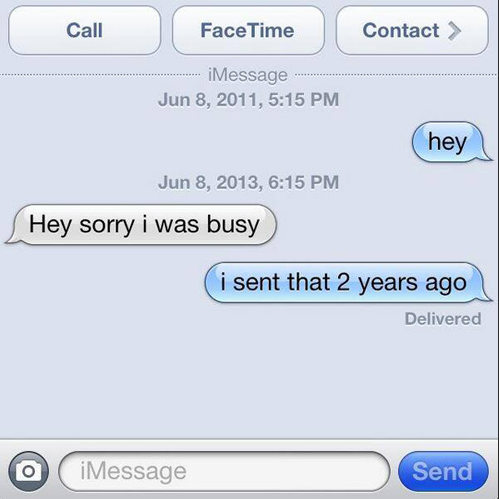 Call
FaceTime
Contact
iMessage
Jun 8, 2011, 5:15 PM
hey
Jun 8, 2013, 6:15 PM
Hey sorry i was busy
i sent that 2 years ago
Delivered
iMessage
Send